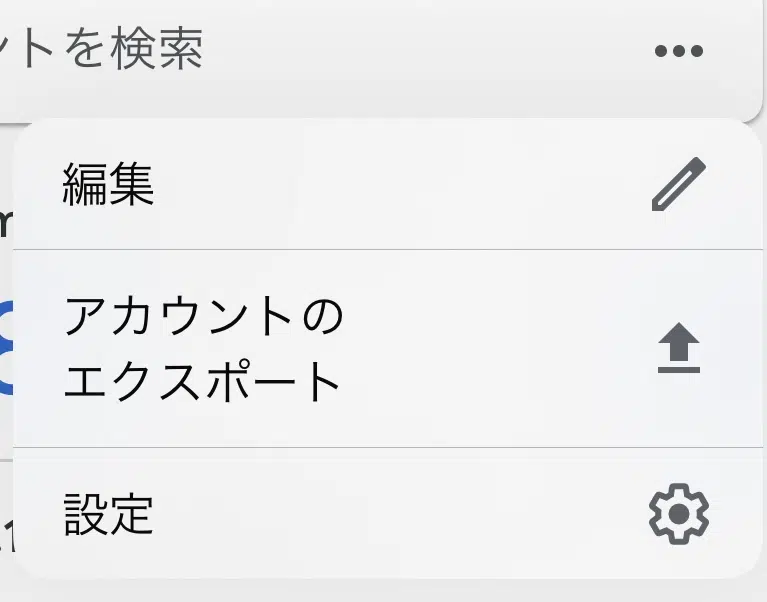 ントを検索
編集
アカウントの
エクスポート
設定